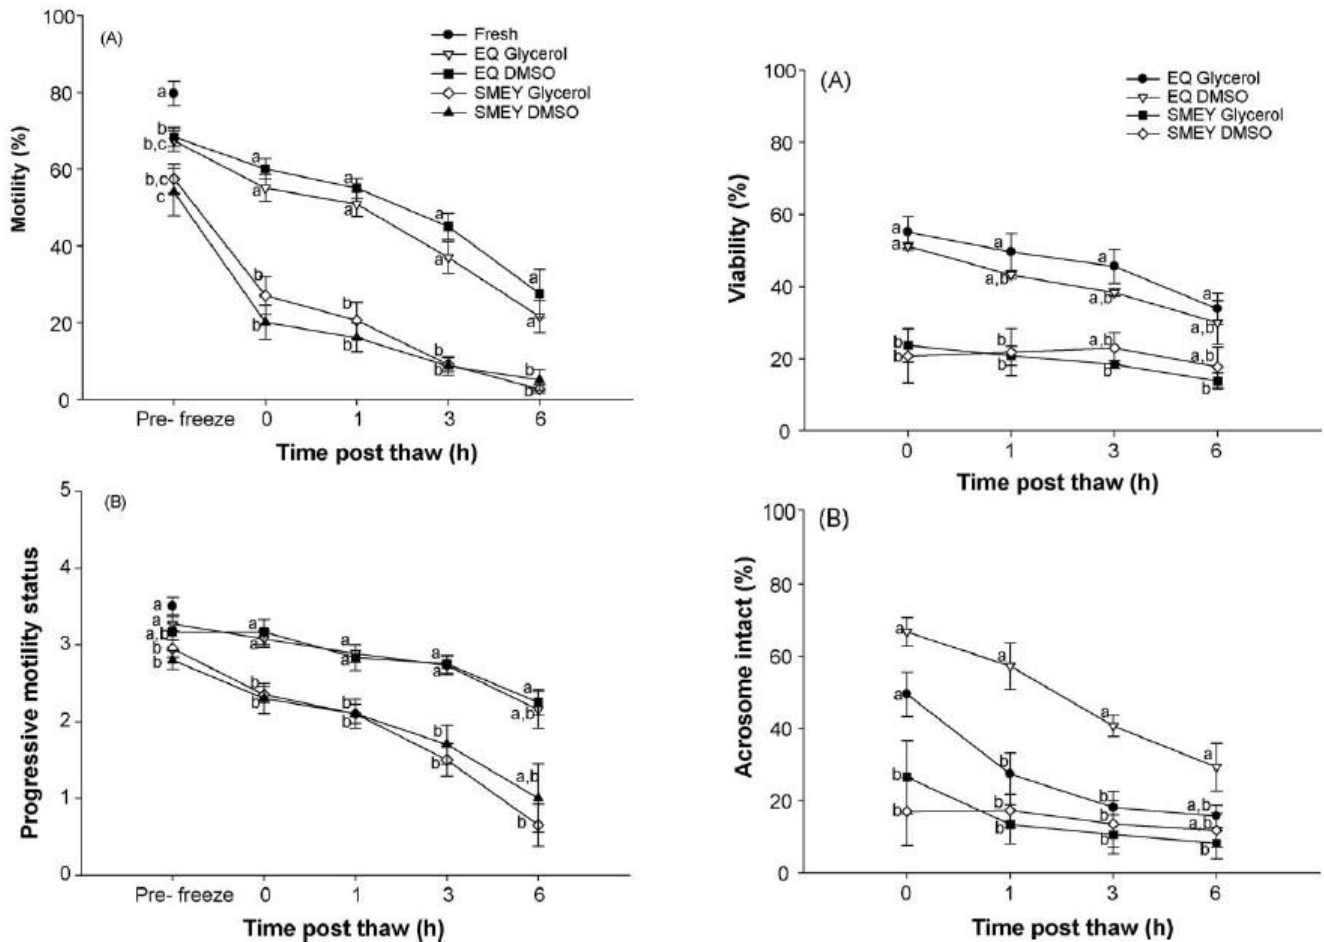 (A)
Motility (%)
100
80
60
40
20
0
Fresh
EQ Glycerol
EQ DMSO
SMEY Glycerol
SMEY DMSO
a
b
b,c
b,c
c
a
a
b
b
a
a
b
b
a
a
b
b
a
a
b
b
Pre- freeze 0 1 3 6
Time post thaw (h)
(B)
Progressive motility status
5
4
3
2
1
0
a
a
a,b
b
b
a
a
b
b
a
a
b
b
a
a
b
b
a
a,b
a,b
b
Pre- freeze 0 1 3 6
Time post thaw (h)
(A)
Viability (%)
100
80
60
40
20
0
EQ Glycerol
EQ DMSO
SMEY Glycerol
SMEY DMSO
a
a
b
b
a
a,b
b
b
a
a,b
a,b
b
a
a,b
a,b
b
0 1 3 6
Time post thaw (h)
(B)
Acrosome intact (%)
100
80
60
40
20
0
a
a
b
b
a
b
b
b
a
b
b
b
a
a,b
a,b
b
0 1 3 6
Time post thaw (h)